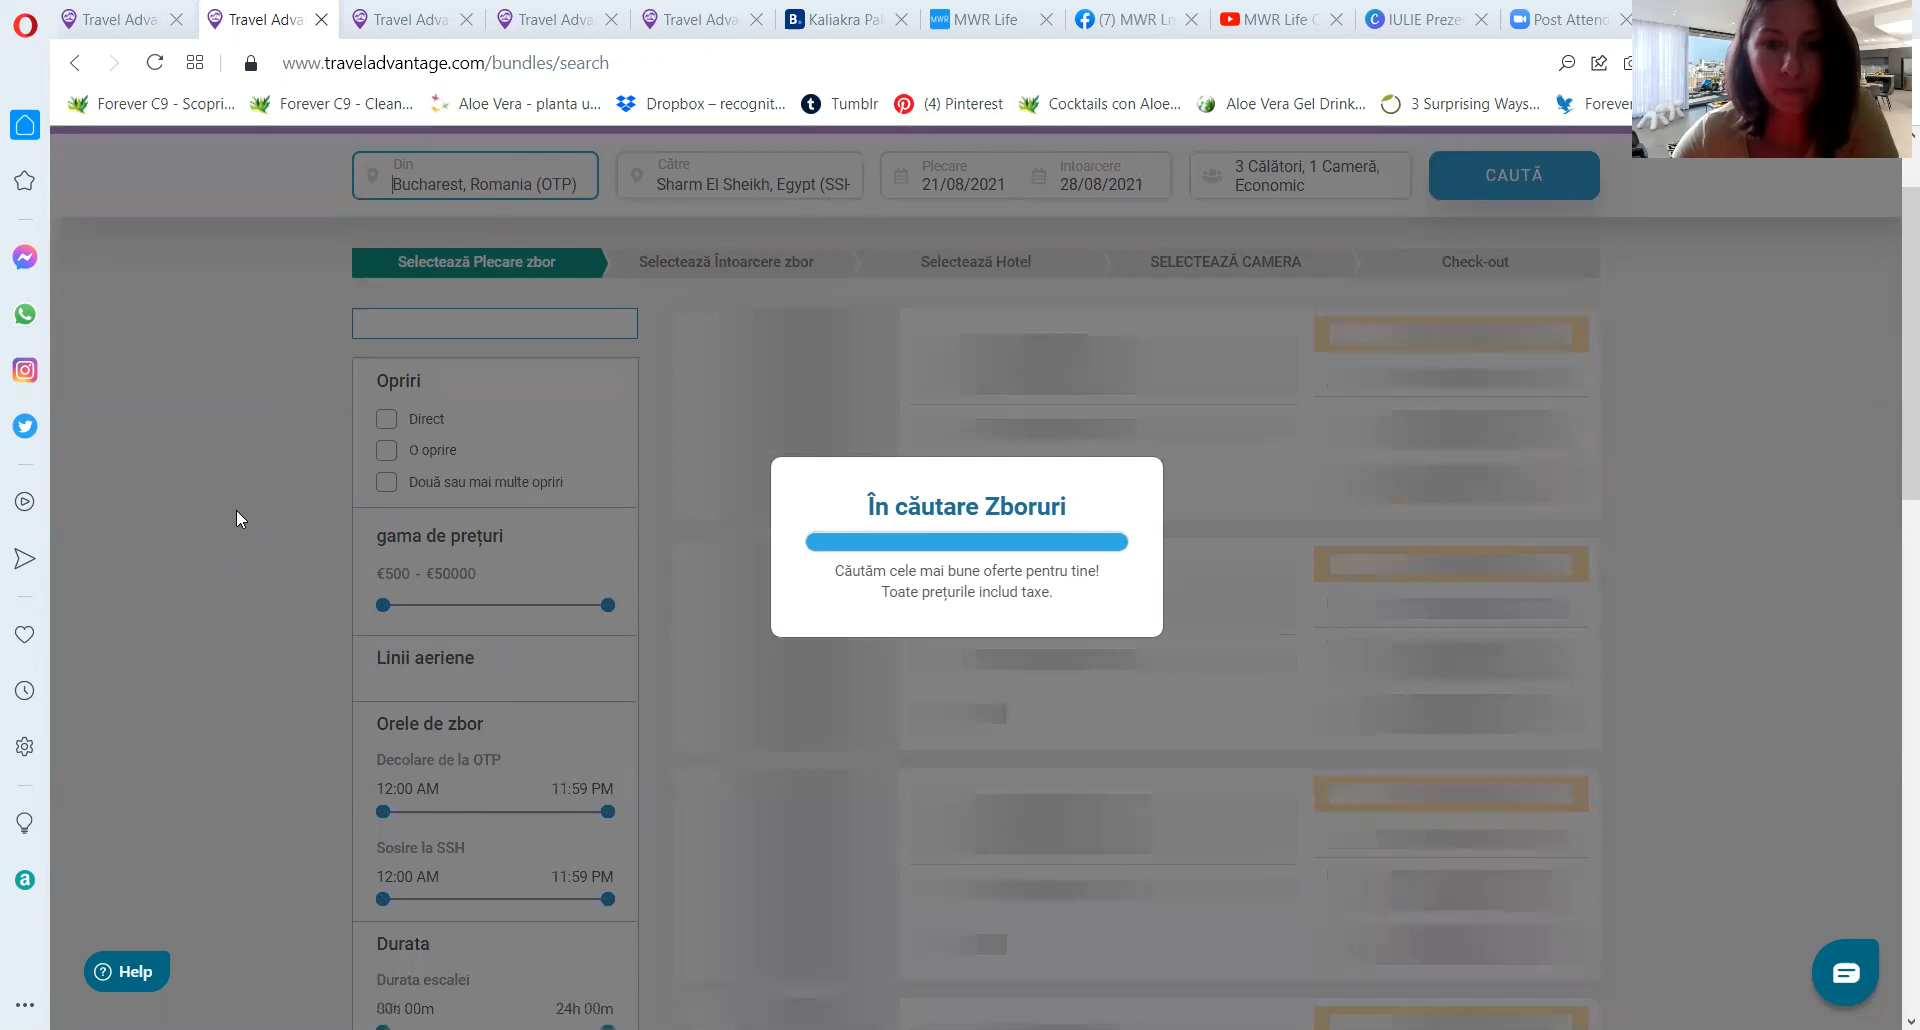 Travel Adva
Travel Adva
Travel Adva
Travel Adva
Travel Adva
B. Kaliakra Pal
MWR MWR Life
(7) MWR Ln
MWR Life C
C IULIE Preze
Post Attend
www.traveladvantage.com/bundles/search
Forever C9 - Scopri...
Forever C9 - Clean...
Aloe Vera - planta u...
Dropbox – recognit...
Tumblr
(4) Pinterest
Cocktails con Aloe...
Aloe Vera Gel Drink...
3 Surprising Ways...
Forever
Din
Bucharest, Romania (OTP)
Către
Sharm El Sheikh, Egypt (SSH
Plecare
21/08/2021
Intoarcere
28/08/2021
3 Călători, 1 Cameră,
Economic
CAUTĂ
Selectează Plecare zbor
Selectează Întoarcere zbor
Selectează Hotel
SELECTEAZĂ CAMERA
Check-out
Opriri
Direct
O oprire
Două sau mai multe opriri
gama de prețuri
€500 - €50000
Linii aeriene
Orele de zbor
Decolare de la OTP
12:00 AM 11:59 PM
Sosire la SSH
12:00 AM 11:59 PM
Durata
Durata escalei
00h 00m 24h 00m
În căutare Zboruri
Căutăm cele mai bune oferte pentru tine!
Toate prețurile includ taxe.
? Help